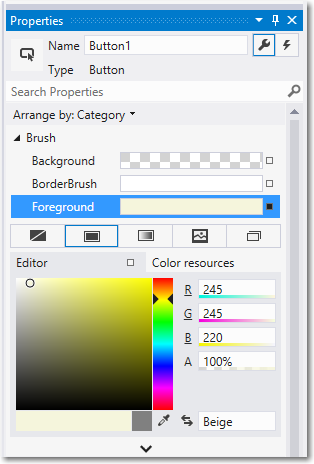 Properties
Name Button1
Type Button
Search Properties
Arrange by: Category
Brush
Background
BorderBrush
Foreground
Editor Color resources
R 245
G 245
B 220
A 100%
Beige